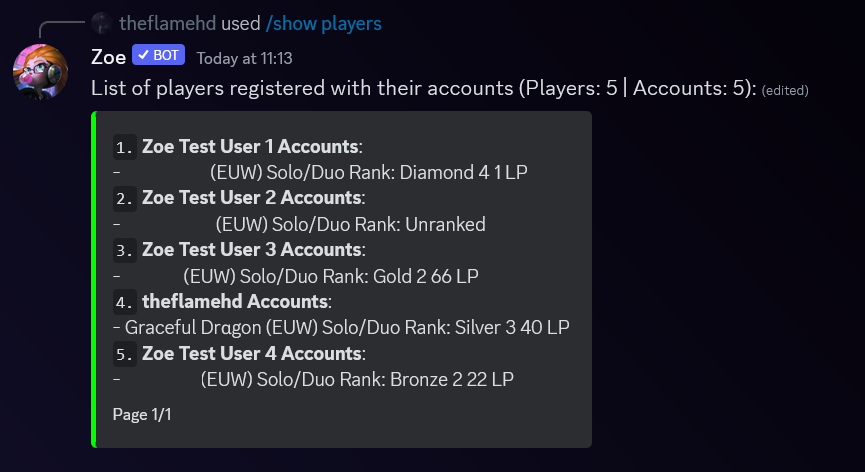 theflamehd used /show players
Zoe ✓ BOT Today at 11:13
List of players registered with their accounts (Players: 5 | Accounts: 5): (edited)
1. Zoe Test User 1 Accounts:
- (EUW) Solo/Duo Rank: Diamond 4 1 LP
2. Zoe Test User 2 Accounts:
- (EUW) Solo/Duo Rank: Unranked
3. Zoe Test User 3 Accounts:
- (EUW) Solo/Duo Rank: Gold 2 66 LP
4. theflamehd Accounts:
- Graceful Drɑgon (EUW) Solo/Duo Rank: Silver 3 40 LP
5. Zoe Test User 4 Accounts:
- (EUW) Solo/Duo Rank: Bronze 2 22 LP
Page 1/1